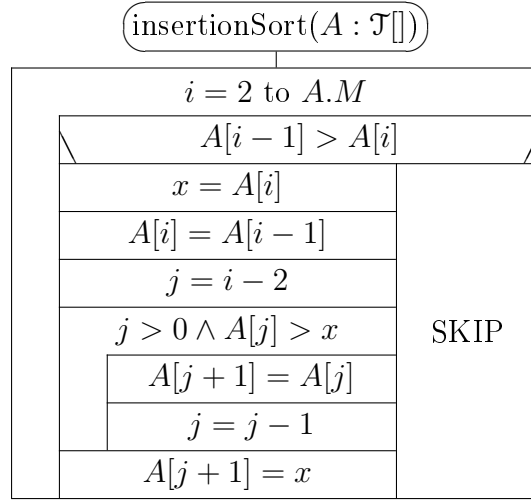 insertionSort(A : 𝒯[])
i = 2 to A.M
A[i − 1] > A[i]
x = A[i]
A[i] = A[i − 1]
j = i − 2
j > 0 ∧ A[j] > x
SKIP
A[j + 1] = A[j]
j = j − 1
A[j + 1] = x